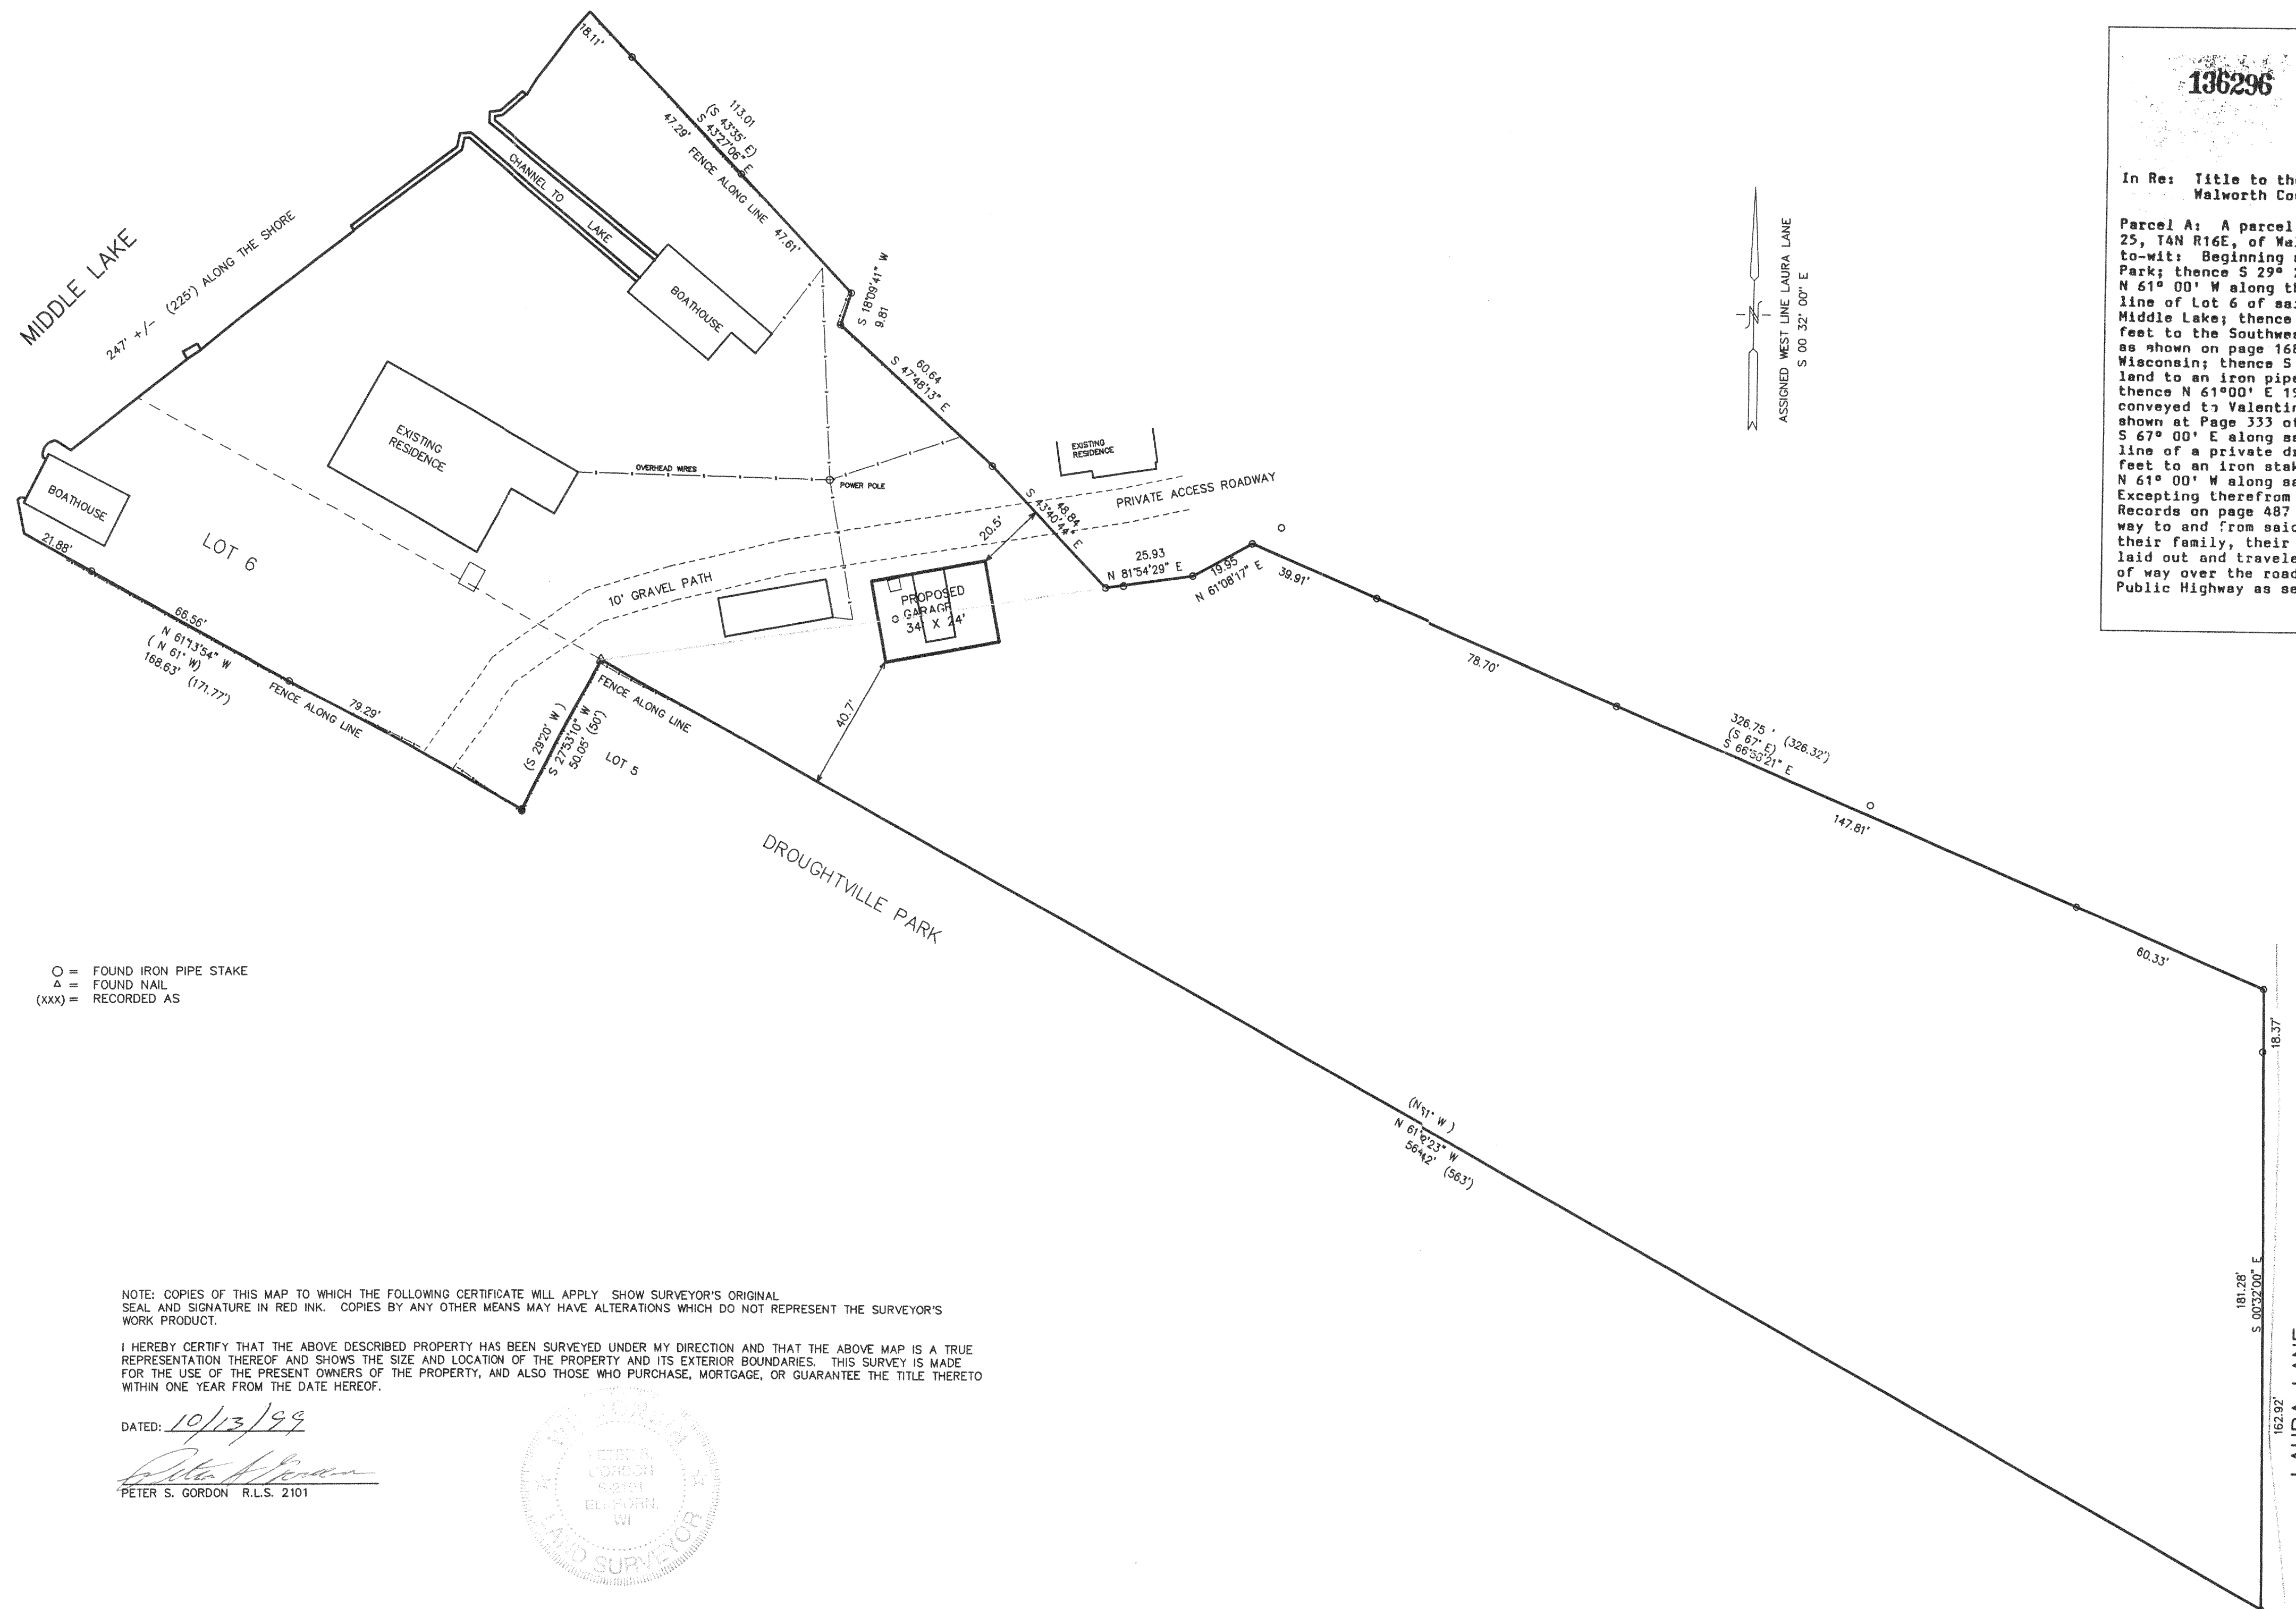 18.11'
113.01
(S 43°35' E)
S 43°27'06" E
47.29'
FENCE ALONG LINE
47.61'
CHANNEL TO
LAKE
BOATHOUSE
S 18°09'41" W
9.81
60.64
S 47°48'13" E
MIDDLE LAKE
247' +/- (225') ALONG THE SHORE
EXISTING
RESIDENCE
OVERHEAD WIRES
POWER POLE
EXISTING
RESIDENCE
PRIVATE ACCESS ROADWAY
48.84
S 43°40'44" E
20.5'
25.93
N 81°54'29" E
19.95
N 61°08'17" E
39.91'
BOATHOUSE
21.88'
LOT 6
10' GRAVEL PATH
PROPOSED
GARAGE
34' X 24'
66.56'
N 61°13'54" W
( N 61° W)
168.63' (171.77')
FENCE ALONG LINE
79.29'
FENCE ALONG LINE
(S 29°20' W )
S 27°53'10" W
50.05' (50')
LOT 5
40.7'
78.70'
326.75 ' (326.32')
(S 67° E)
147.81'
DROUGHTVILLE PARK
60.33'
18.37'
(563')
181.28'
S 00°32'00" E
162.92'
LAURA LANE
ASSIGNED WEST LINE LAURA LANE
S 00 32' 00" E
N
136296
In Re: Title to
Walworth
Parcel A: A parcel
25, T4N R16E, of
to-wit: Beginning
Park; thence S 29°
N 61° 00' W along
line of Lot 6 of
Middle Lake; thence
feet to the
as shown on page 168
Wisconsin; thence S
land to an iron pipe
thence N 61°00' E
conveyed to
shown at Page 333 of
S 67° 00' E along
line of a private
feet to an iron
N 61° 00' W along
Excepting therefrom
Records on page 487
way to and from
their family, their
laid out and
of way over the
Public Highway as
O = FOUND IRON PIPE STAKE
△ = FOUND NAIL
(XXX) = RECORDED AS
NOTE: COPIES OF THIS MAP TO WHICH THE FOLLOWING CERTIFICATE WILL APPLY SHOW SURVEYOR'S ORIGINAL
SEAL AND SIGNATURE IN RED INK. COPIES BY ANY OTHER MEANS MAY HAVE ALTERATIONS WHICH DO NOT REPRESENT THE SURVEYOR'S
WORK PRODUCT.
I HEREBY CERTIFY THAT THE ABOVE DESCRIBED PROPERTY HAS BEEN SURVEYED UNDER MY DIRECTION AND THAT THE ABOVE MAP IS A TRUE
REPRESENTATION THEREOF AND SHOWS THE SIZE AND LOCATION OF THE PROPERTY AND ITS EXTERIOR BOUNDARIES. THIS SURVEY IS MADE
FOR THE USE OF THE PRESENT OWNERS OF THE PROPERTY, AND ALSO THOSE WHO PURCHASE, MORTGAGE, OR GUARANTEE THE TITLE THERETO
WITHIN ONE YEAR FROM THE DATE HEREOF.
DATED: 10/13/99
PETER S. GORDON R.L.S. 2101
PETER S.
GORDON
S-2101
ELKHORN,
WI
LAND SURVEYOR